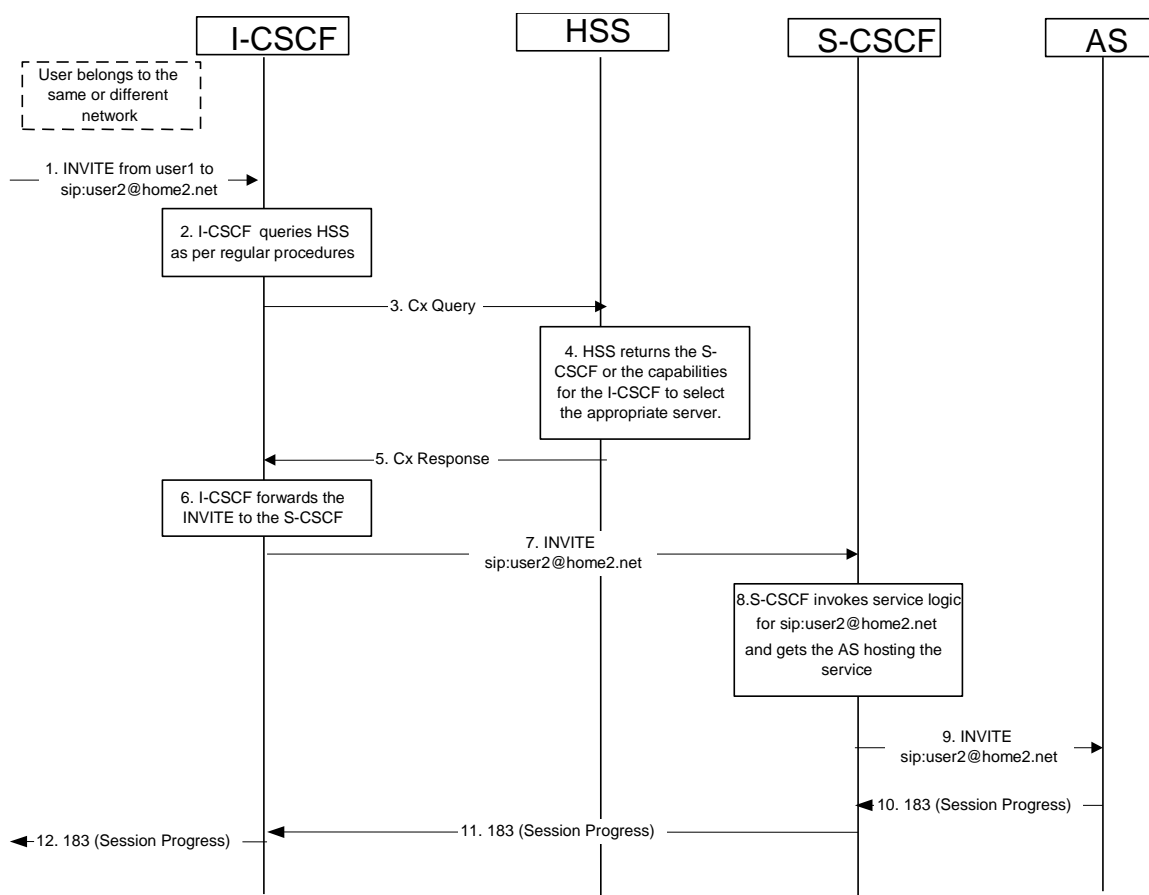 I-CSCF
HSS
S-CSCF
AS
User belongs to the
same or different
network
1. INVITE from user1 to
sip:user2@home2.net
2. I-CSCF queries HSS
as per regular procedures
3. Cx Query
4. HSS returns the S-
CSCF or the capabilities
for the I-CSCF to select
the appropriate server.
5. Cx Response
6. I-CSCF forwards the
INVITE to the S-CSCF
7. INVITE
sip:user2@home2.net
8.S-CSCF invokes service logic
for sip:user2@home2.net
and gets the AS hosting the
service
9. INVITE
sip:user2@home2.net
10. 183 (Session Progress)
11. 183 (Session Progress)
12. 183 (Session Progress)